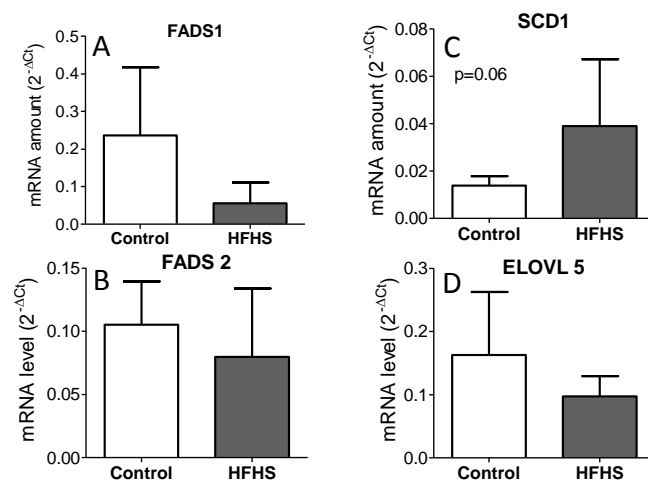 A
FADS1
mRNA amount (2^-ΔCt)
0.5
0.4
0.3
0.2
0.1
0.0
Control
HFHS
C
SCD1
p=0.06
mRNA amount (2^-ΔCt)
0.08
0.06
0.04
0.02
0.00
Control
HFHS
B
FADS 2
mRNA level (2^-ΔCt)
0.15
0.10
0.05
0.00
Control
HFHS
D
ELOVL 5
mRNA level (2^-ΔCt)
0.3
0.2
0.1
0.0
Control
HFHS